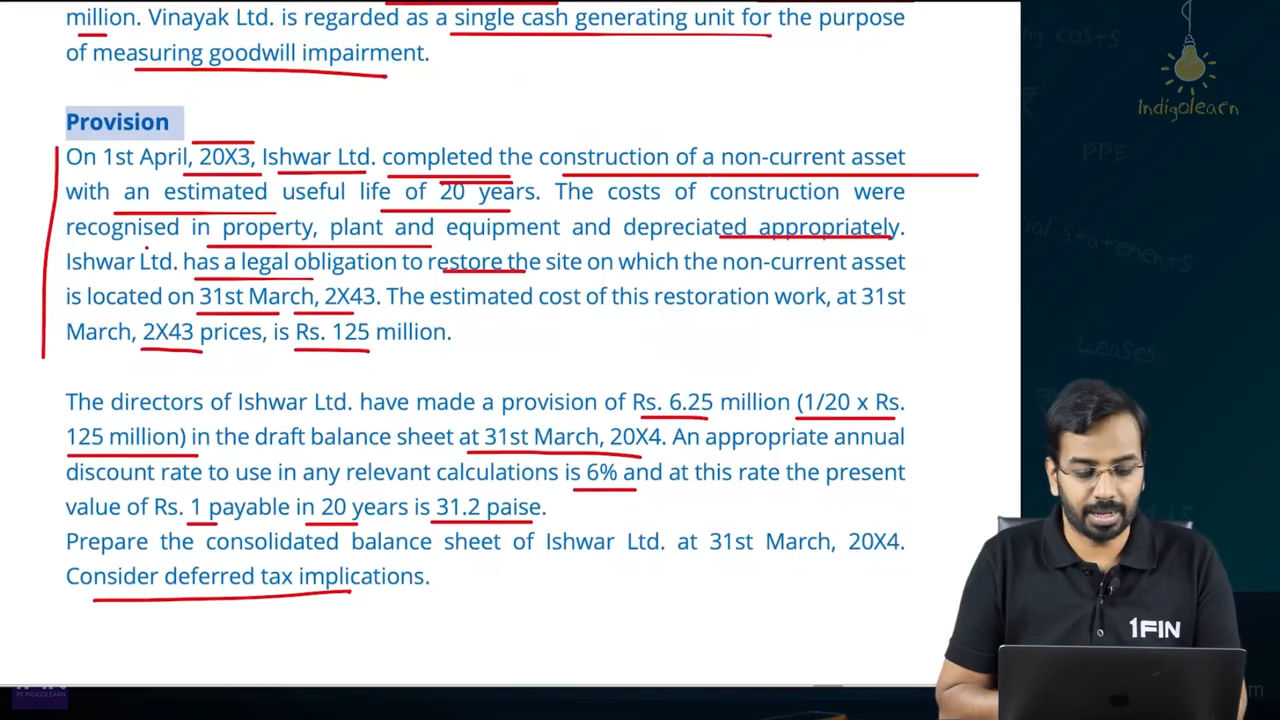 million. Vinayak Ltd. is regarded as a single cash generating unit for the purpose
of measuring goodwill impairment.
Indigolearn
Provision
On 1st April, 20X3, Ishwar Ltd. completed the construction of a non-current asset
PPE
with an estimated useful life of 20 years. The costs of construction were
recognised in property, plant and equipment and depreciated appropriately.
Statements
Ishwar Ltd. has a legal obligation to restore the site on which the non-current asset
is located on 31st March, 2X43. The estimated cost of this restoration work, at 31st
March, 2X43 prices, is Rs. 125 million.
Leases
The directors of Ishwar Ltd. have made a provision of Rs. 6.25 million (1/20 x Rs.
125 million) in the draft balance sheet at 31st March, 20X4. An appropriate annual
discount rate to use in any relevant calculations is 6% and at this rate the present
value of Rs. 1 payable in 20 years is 31.2 paise.
Prepare the consolidated balance sheet of Ishwar Ltd. at 31st March, 20X4.
Consider deferred tax implications.
1FIN
BY INDIGOLEARN